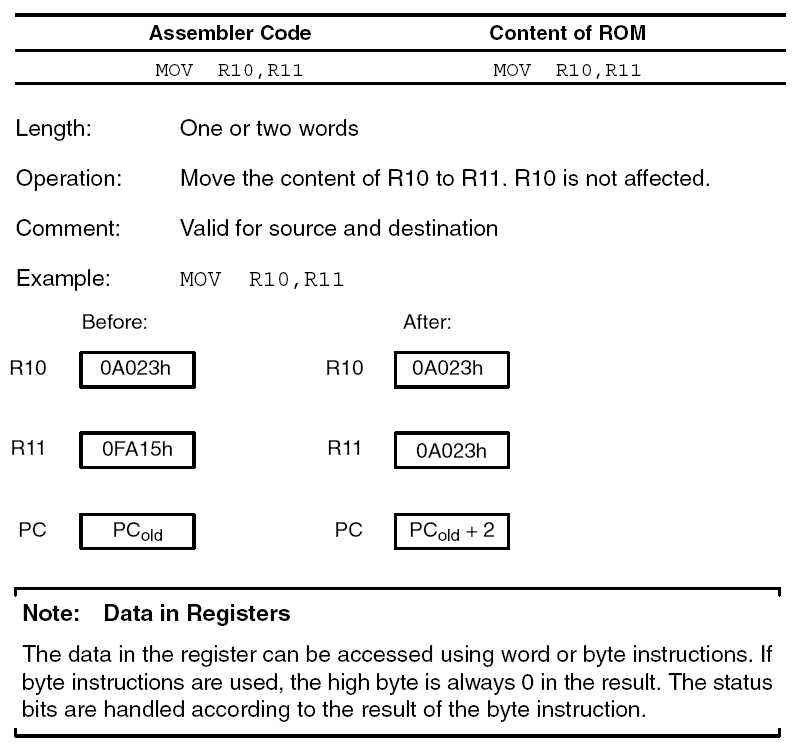 Assembler Code Content of ROM
MOV R10,R11 MOV R10,R11
Length: One or two words
Operation: Move the content of R10 to R11. R10 is not affected.
Comment: Valid for source and destination
Example: MOV R10,R11
Before: After:
R10 0A023h R10 0A023h
R11 0FA15h R11 0A023h
PC PCold PC PCold + 2
Note: Data in Registers
The data in the register can be accessed using word or byte instructions. If
byte instructions are used, the high byte is always 0 in the result. The status
bits are handled according to the result of the byte instruction.